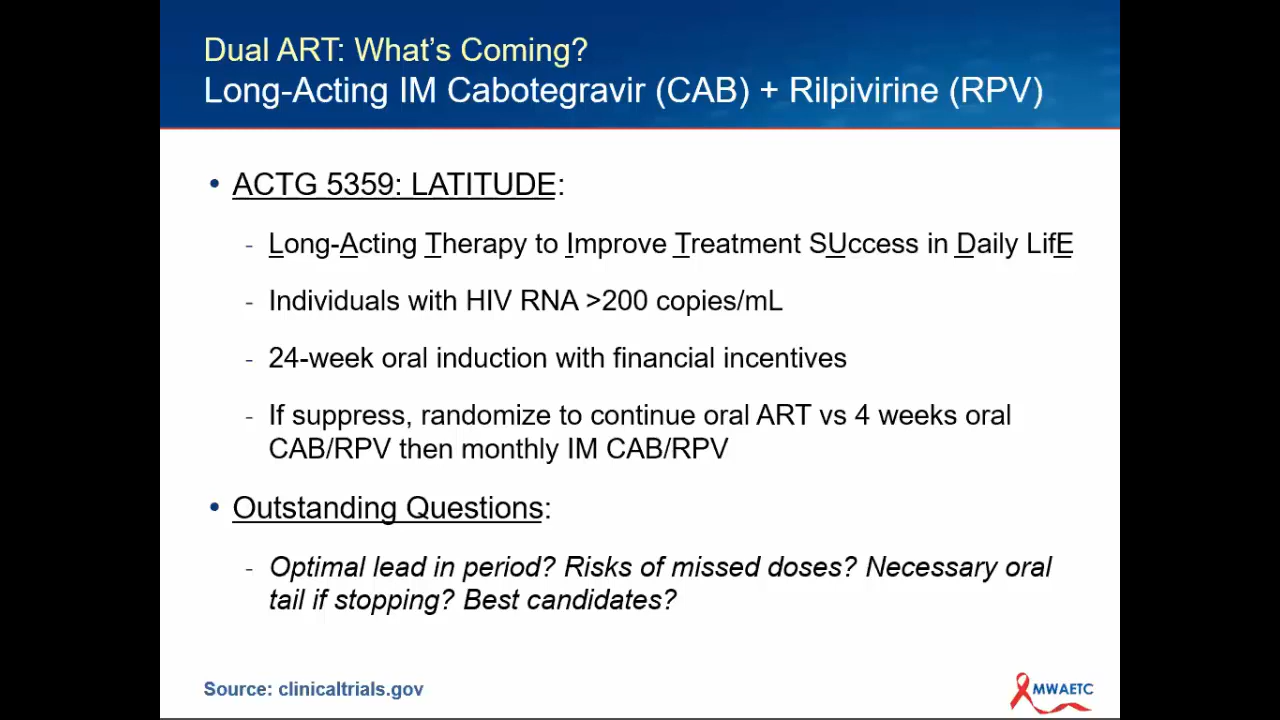 Dual ART: What's Coming?
Long-Acting IM Cabotegravir (CAB) + Rilpivirine (RPV)
• ACTG 5359: LATITUDE:
- Long-Acting Therapy to Improve Treatment SUccess in Daily LifE
- Individuals with HIV RNA >200 copies/mL
- 24-week oral induction with financial incentives
- If suppress, randomize to continue oral ART vs 4 weeks oral
CAB/RPV then monthly IM CAB/RPV
• Outstanding Questions:
- Optimal lead in period? Risks of missed doses? Necessary oral
tail if stopping? Best candidates?
Source: clinicaltrials.gov
MWAETC